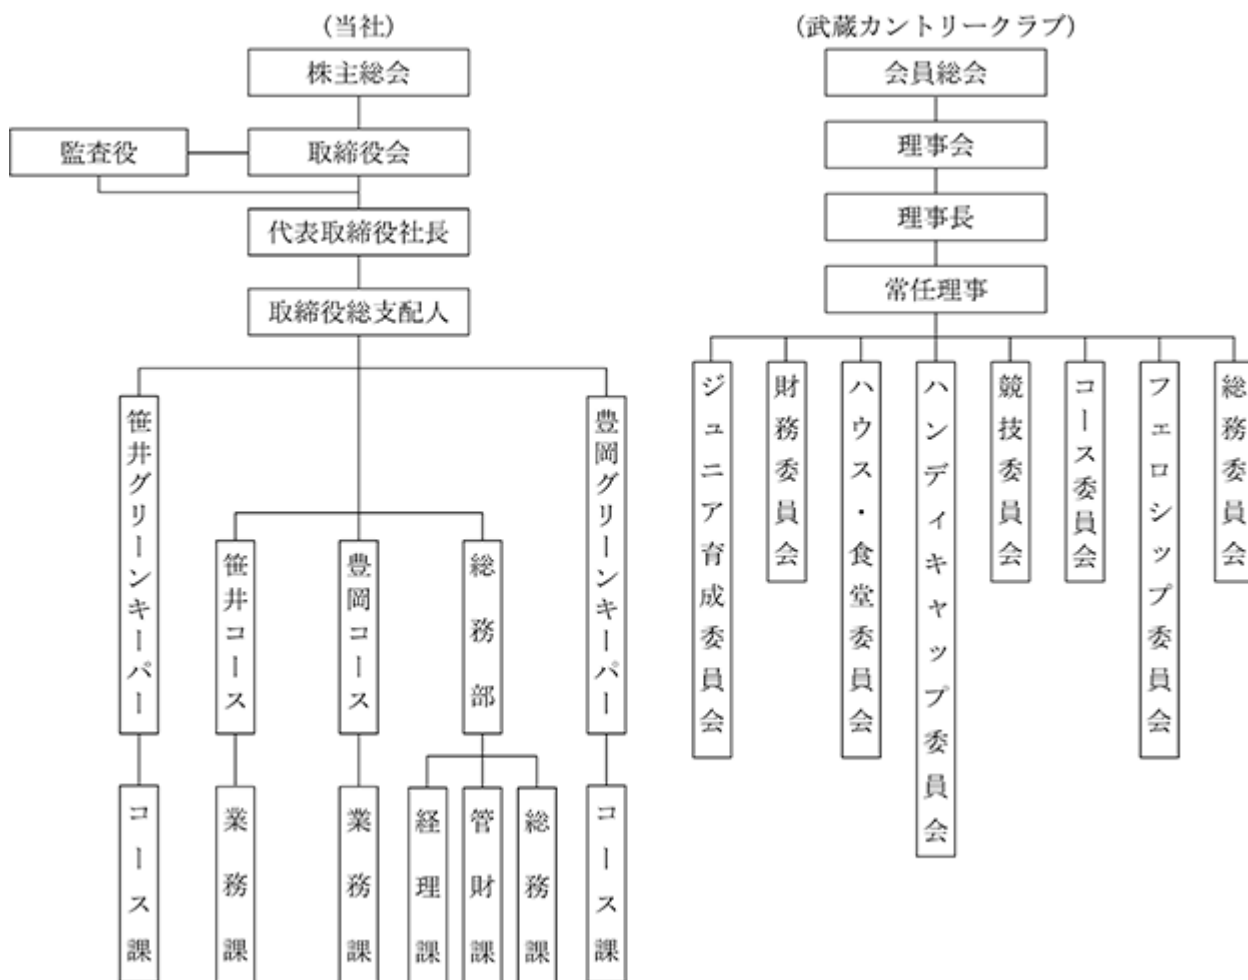 (当社)
株主総会
監査役
取締役会
代表取締役社長
取締役総支配人
笹井グリーンキーパー
笹井コース
豊岡コース
総務部
豊岡グリーンキーパー
コース課
業務課
業務課
経理課
管財課
総務課
コース課
(武蔵カントリークラブ)
会員総会
理事会
理事長
常任理事
ジュニア育成委員会
財務委員会
ハウス・食堂委員会
ハンディキャップ委員会
競技委員会
コース委員会
フェロシップ委員会
総務委員会